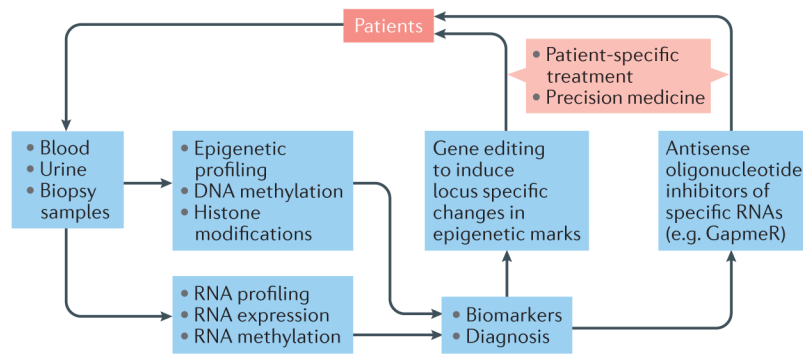 Patients
• Patient-specific
treatment
• Precision medicine
• Blood
• Urine
• Biopsy
samples
• Epigenetic
profiling
• DNA methylation
• Histone
modifications
Gene editing
to induce
locus specific
changes in
epigenetic marks
Antisense
oligonucleotide
inhibitors of
specific RNAs
(e.g. GapmeR)
• RNA profiling
• RNA expression
• RNA methylation
• Biomarkers
• Diagnosis